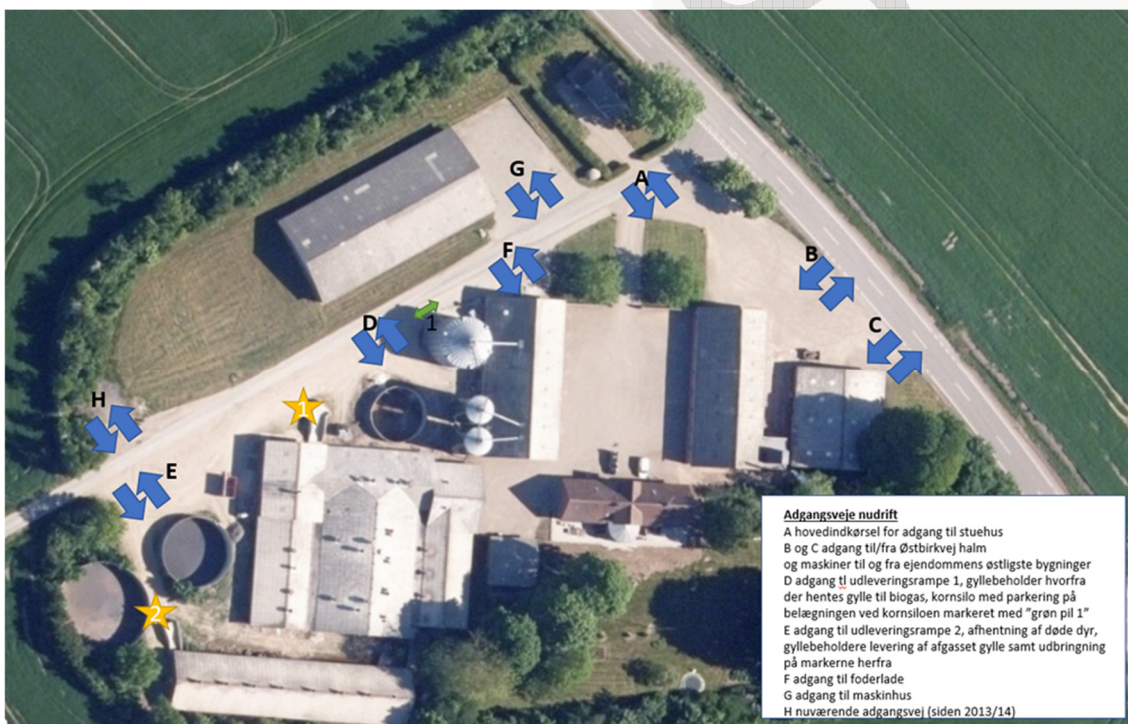 G
A
F
B
D
1
C
H
1
E
2
Adgangsveje nudrift
A hovedindkørsel for adgang til stuehus
B og C adgang til/fra Østbirkvej halm
og maskiner til og fra ejendommens østligste bygninger
D adgang tl udleveringsrampe 1, gyllebeholder hvorfra
der hentes gylle til biogas, kornsilo med parkering på
belægningen ved kornsiloen markeret med ”grøn pil 1”
E adgang til udleveringsrampe 2, afhentning af døde dyr,
gyllebeholdere levering af afgasset gylle samt udbringning
på markerne herfra
F adgang til foderlade
G adgang til maskinhus
H nuværende adgangsvej (siden 2013/14)